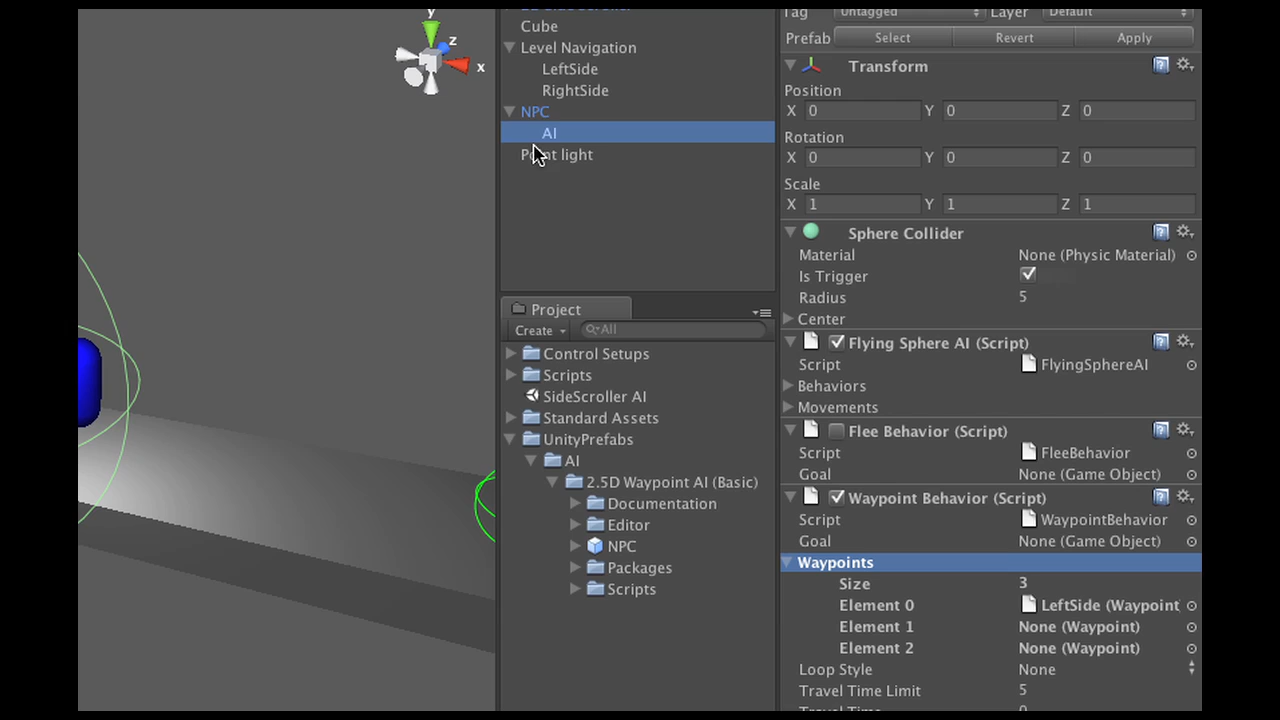 y
z
x
Cube
Level Navigation
LeftSide
RightSide
NPC
AI
Point light
Project
Create
All
Control Setups
Scripts
SideScroller AI
Standard Assets
UnityPrefabs
AI
2.5D Waypoint AI (Basic)
Documentation
Editor
NPC
Packages
Scripts
Tag Untagged Layer Default
Prefab Select Revert Apply
Transform
Position
X 0 Y 0 Z 0
Rotation
X 0 Y 0 Z 0
Scale
X 1 Y 1 Z 1
Sphere Collider
Material None (Physic Material)
Is Trigger
Radius 5
Center
Flying Sphere AI (Script)
Script FlyingSphereAI
Behaviors
Movements
Flee Behavior (Script)
Script FleeBehavior
Goal None (Game Object)
Waypoint Behavior (Script)
Script WaypointBehavior
Goal None (Game Object)
Waypoints
Size 3
Element 0 LeftSide (Waypoint
Element 1 None (Waypoint)
Element 2 None (Waypoint)
Loop Style None
Travel Time Limit 5
Travel Time 0